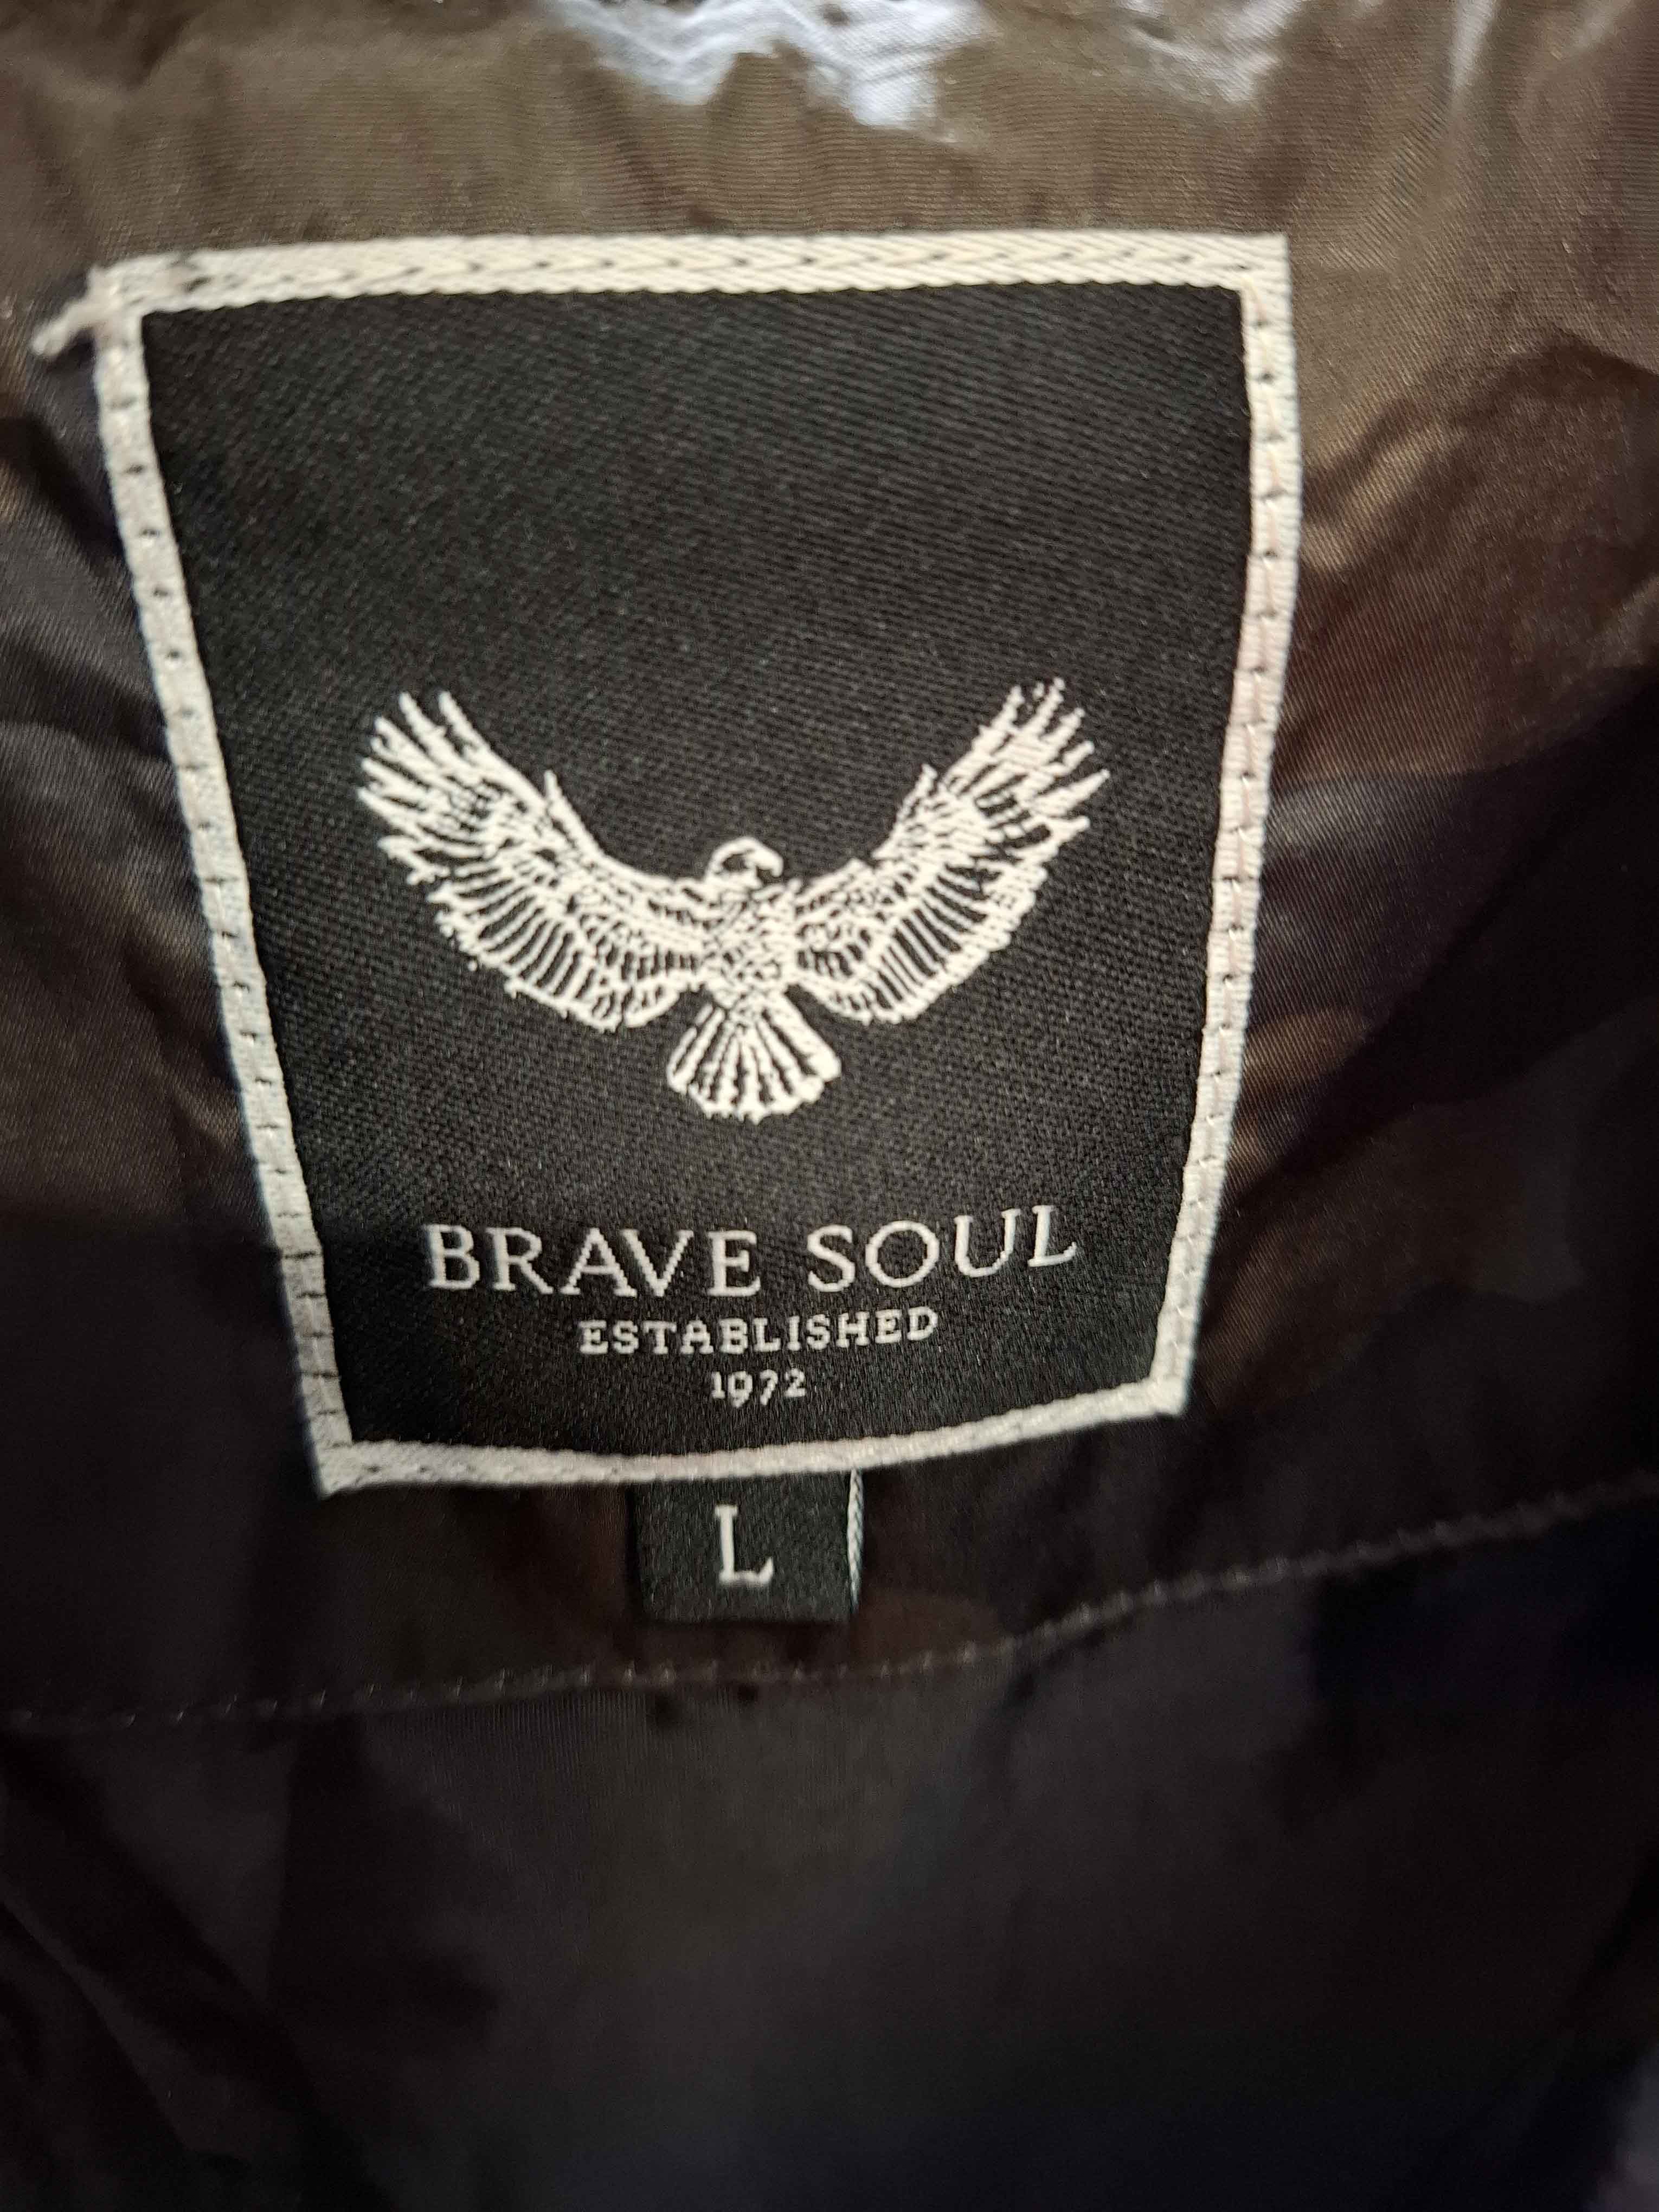 BRAVE SOUL
ESTABLISHED
1972
L